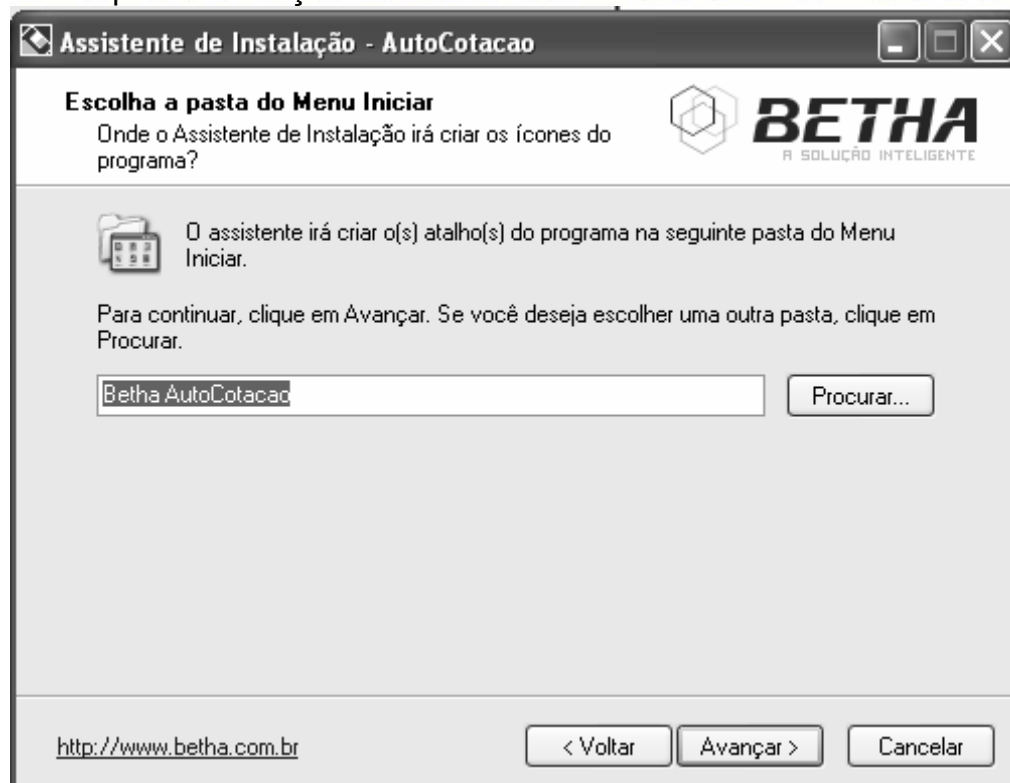 Assistente de Instalação - AutoCotacao
Escolha a pasta do Menu Iniciar
Onde o Assistente de Instalação irá criar os ícones do
programa?
BETHA
A SOLUÇÃO INTELIGENTE
O assistente irá criar o(s) atalho(s) do programa na seguinte pasta do Menu
Iniciar.
Para continuar, clique em Avançar. Se você deseja escolher uma outra pasta, clique em
Procurar.
Betha AutoCotacao
Procurar...
http://www.betha.com.br
< Voltar
Avançar >
Cancelar